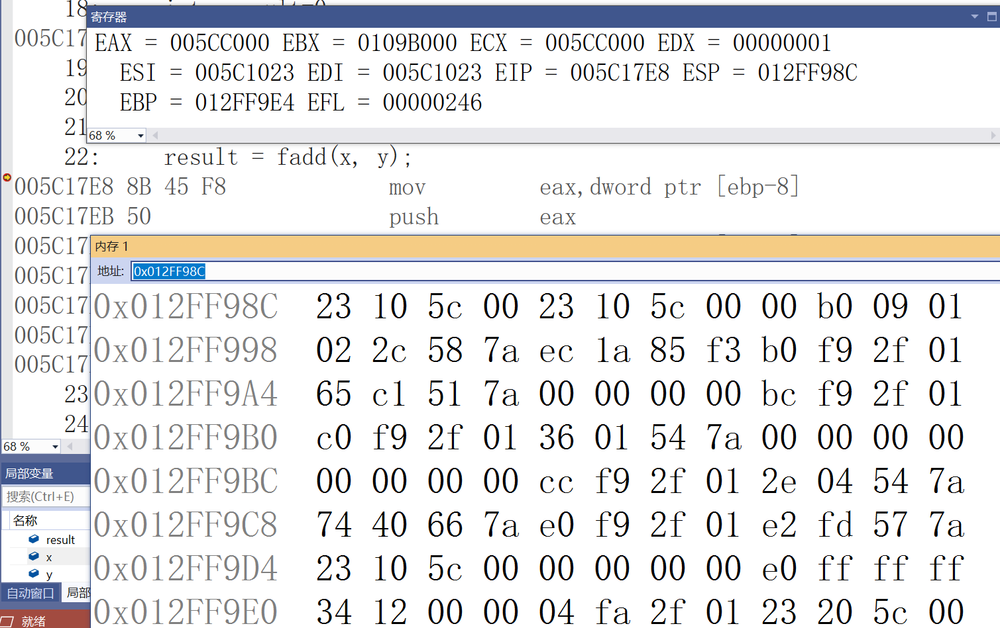 18:
寄存器
005C17
EAX = 005CC000 EBX = 0109B000 ECX = 005CC000 EDX = 00000001
19
ESI = 005C1023 EDI = 005C1023 EIP = 005C17E8 ESP = 012FF98C
20
EBP = 012FF9E4 EFL = 00000246
21
68 %
22: result = fadd(x, y);
005C17E8 8B 45 F8 mov eax,dword ptr [ebp-8]
005C17EB 50 push eax
005C17
内存 1
005C17
地址: 0x012FF98C
005C17
0x012FF98C 23 10 5c 00 23 10 5c 00 00 b0 09 01
005C17
0x012FF998 02 2c 58 7a ec 1a 85 f3 b0 f9 2f 01
005C17
23
0x012FF9A4 65 c1 51 7a 00 00 00 00 bc f9 2f 01
24
0x012FF9B0 c0 f9 2f 01 36 01 54 7a 00 00 00 00
68 %
局部变量
0x012FF9BC 00 00 00 00 cc f9 2f 01 2e 04 54 7a
搜索(Ctrl+E)
名称
0x012FF9C8 74 40 66 7a e0 f9 2f 01 e2 fd 57 7a
result
x
0x012FF9D4 23 10 5c 00 00 00 00 00 e0 ff ff ff
y
自动窗口 局部
0x012FF9E0 34 12 00 00 04 fa 2f 01 23 20 5c 00
就绪